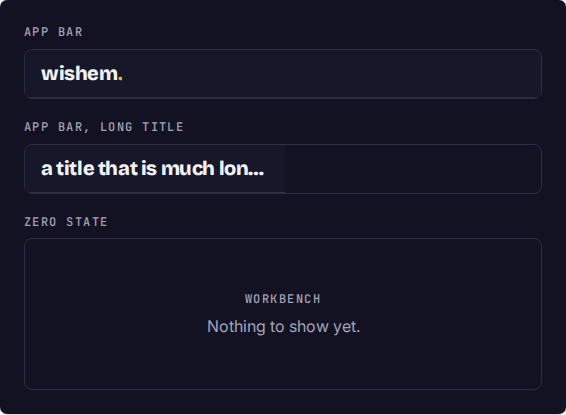 APP BAR
wishem.
APP BAR, LONG TITLE
a title that is much lon…
ZERO STATE
WORKBENCH
Nothing to show yet.